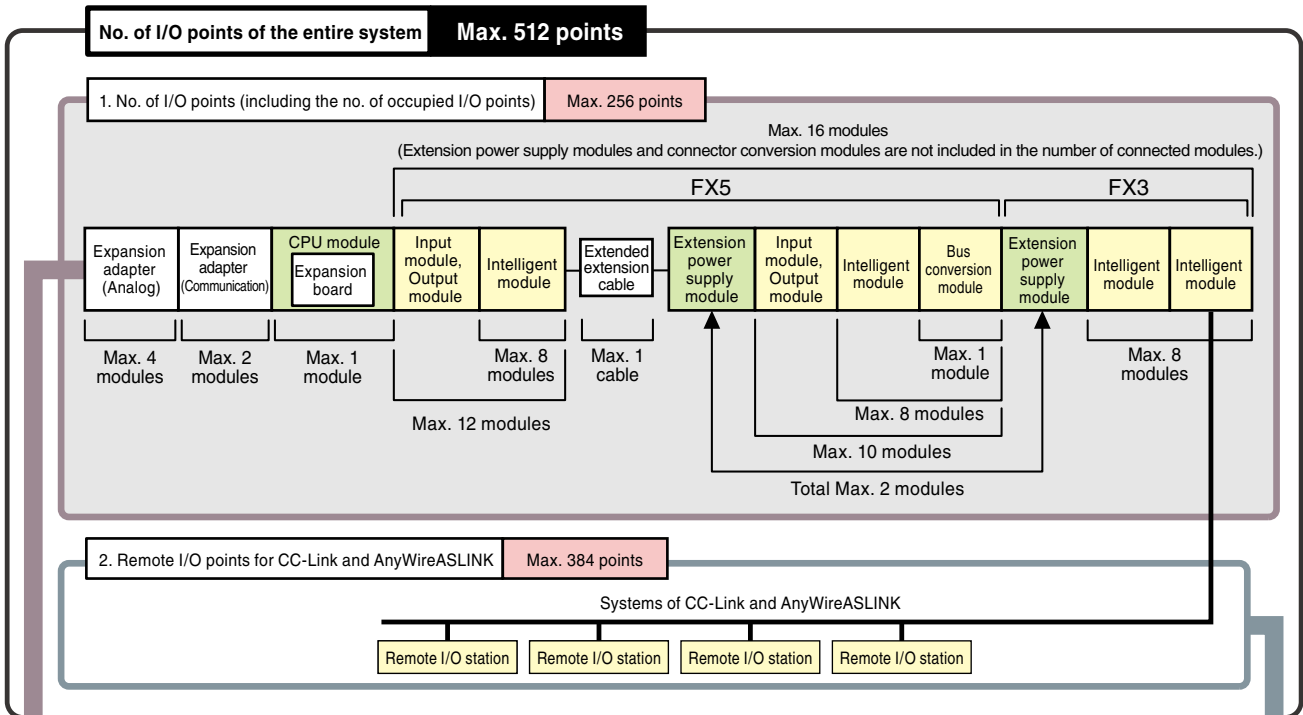 No. of I/O points of the entire system
Max. 512 points
1. No. of I/O points (including the no. of occupied I/O points)
Max. 256 points
Max. 16 modules
(Extension power supply modules and connector conversion modules are not included in the number of connected modules.)
FX5
FX3
Expansion
adapter
(Analog)
Expansion
adapter
(Communication)
CPU module
Expansion
board
Input
module,
Output
module
Intelligent
module
Extended
extension
cable
Extension
power
supply
module
Input
module,
Output
module
Intelligent
module
Bus
conversion
module
Extension
power
supply
module
Intelligent
module
Intelligent
module
Max. 4
modules
Max. 2
modules
Max. 1
module
Max. 8
modules
Max. 1
cable
Max. 1
module
Max. 8
modules
Max. 12 modules
Max. 8 modules
Max. 10 modules
Total Max. 2 modules
2. Remote I/O points for CC-Link and AnyWireASLINK
Max. 384 points
Systems of CC-Link and AnyWireASLINK
Remote I/O station
Remote I/O station
Remote I/O station
Remote I/O station